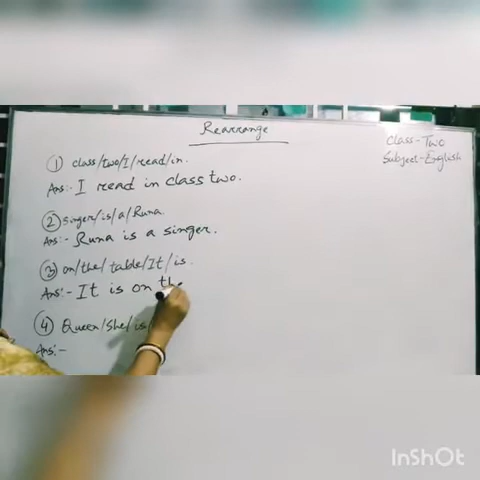 Rearrange
Class-Two
Subject-English
① class/two/I/read/in.
Ans:- I read in class two.
② Singer/is/a/Runa.
Ans:- Runa is a singer.
③ on/the/table/It/is.
Ans:- It is on the
④ Queen/She/is/
Ans:-
InShOt